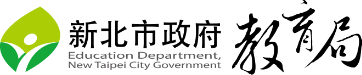 新北市政府
Education Department,
New Taipei City Government
教育局